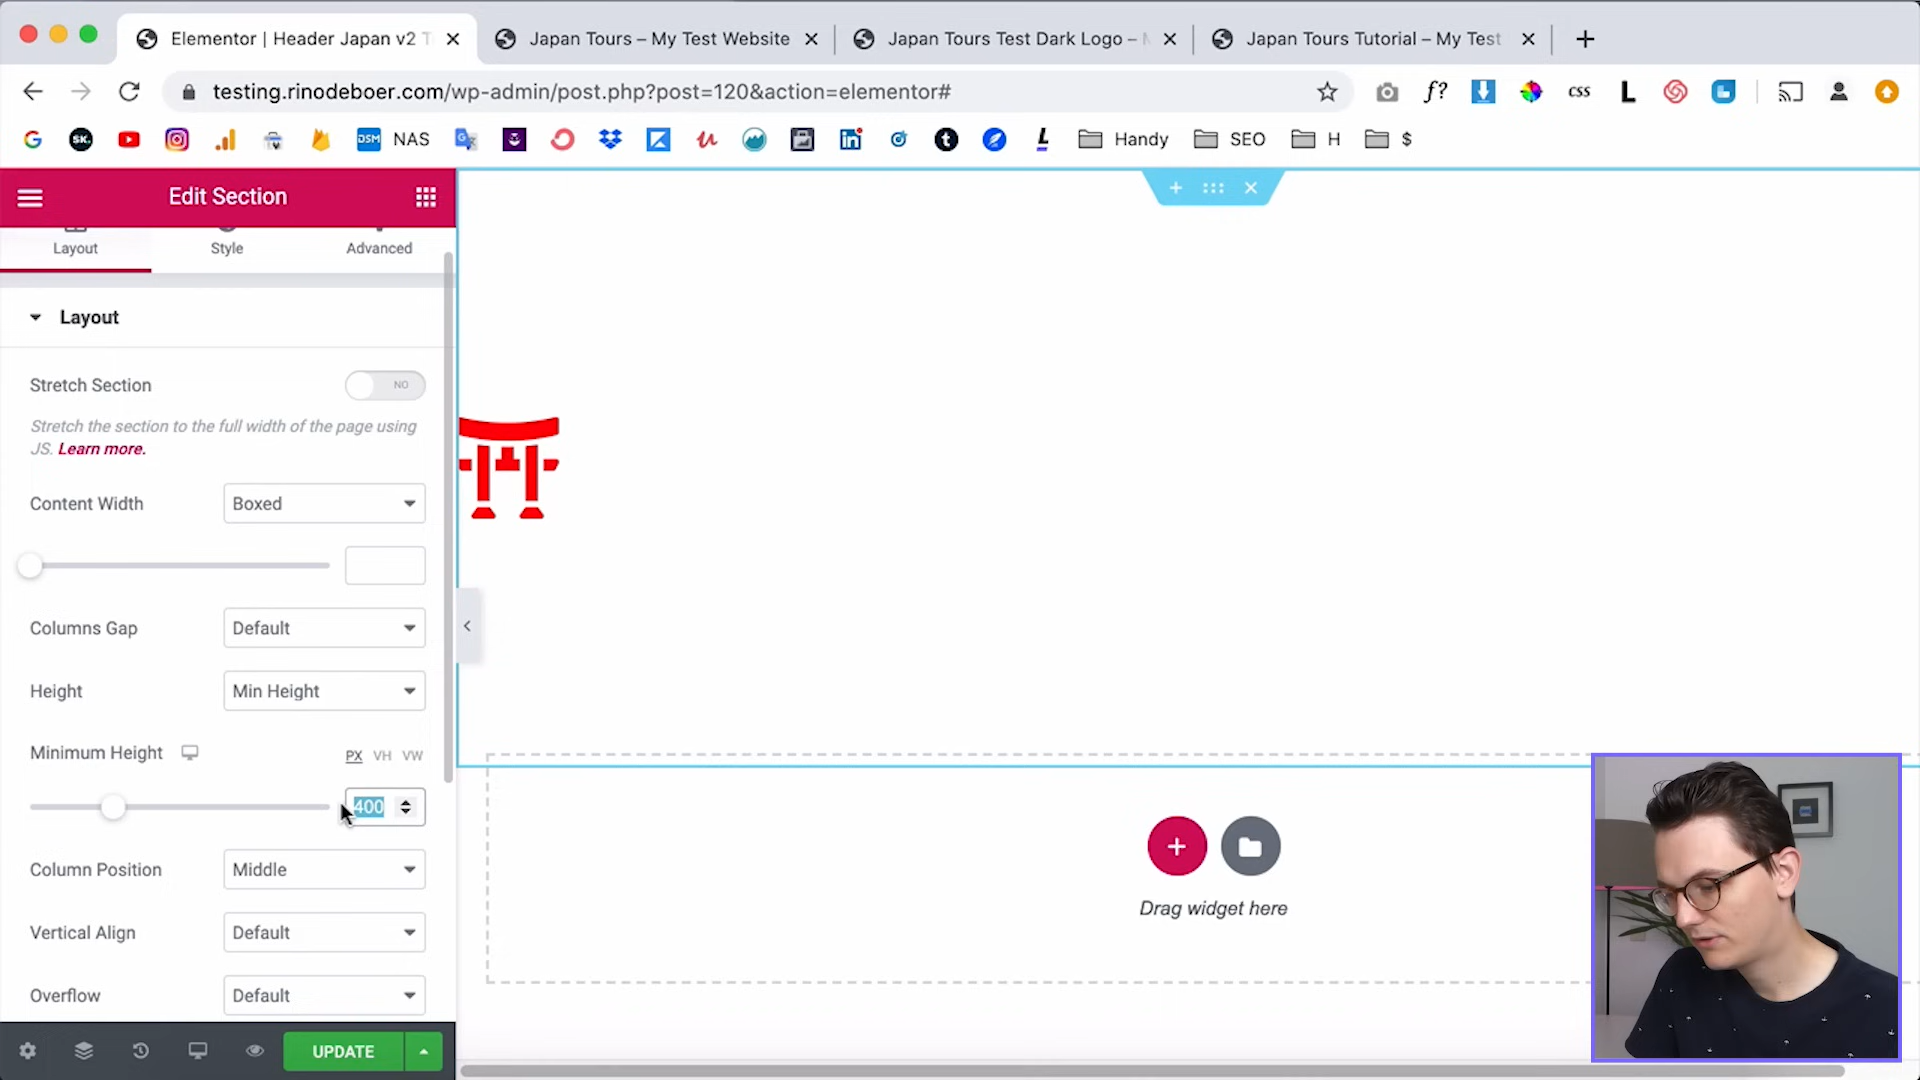 Elementor | Header Japan v2 T
Japan Tours – My Test Website
Japan Tours Test Dark Logo –
Japan Tours Tutorial – My Test
testing.rinodeboer.com/wp-admin/post.php?post=120&action=elementor#
f?
CSS
L
SK.
DSM
NAS
Handy
SEO
H
$
Edit Section
Layout
Style
Advanced
Layout
Stretch Section
NO
Stretch the section to the full width of the page using
JS. Learn more.
Content Width
Boxed
Columns Gap
Default
Height
Min Height
Minimum Height
PX VH VW
400
Column Position
Middle
Vertical Align
Default
Overflow
Default
UPDATE
Drag widget here